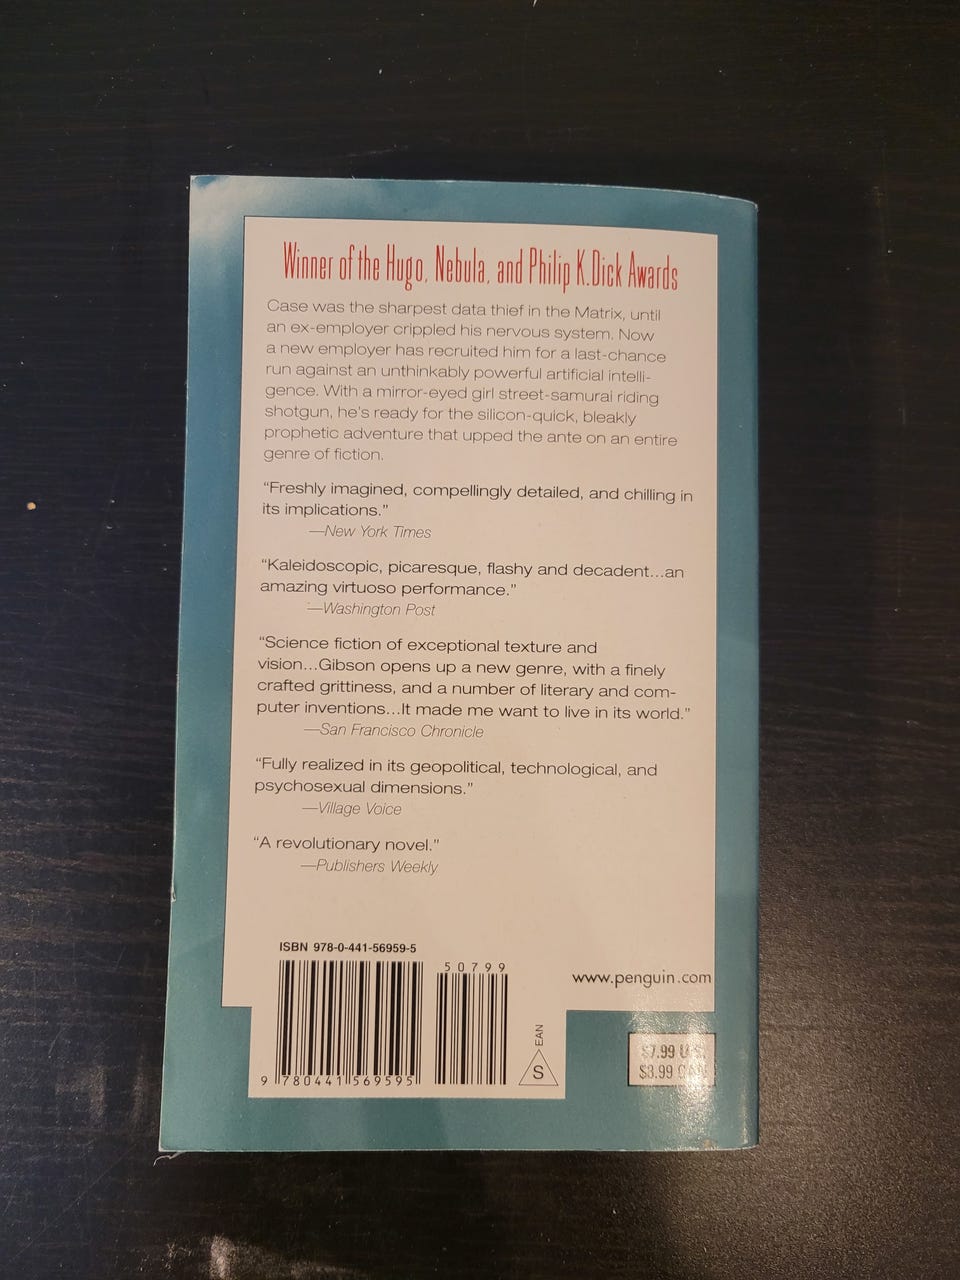 Winner of the Hugo, Nebula, and Philip K. Dick Awards
Case was the sharpest data thief in the Matrix, until
an ex-employer crippled his nervous system. Now
a new employer has recruited him for a last-chance
run against an unthinkably powerful artificial intelli-
gence. With a mirror-eyed girl street-samurai riding
shotgun, he's ready for the silicon-quick, bleakly
prophetic adventure that upped the ante on an entire
genre of fiction.
“Freshly imagined, compellingly detailed, and chilling in
its implications.”
—New York Times
“Kaleidoscopic, picaresque, flashy and decadent...an
amazing virtuoso performance.”
—Washington Post
“Science fiction of exceptional texture and
vision...Gibson opens up a new genre, with a finely
crafted grittiness, and a number of literary and com-
puter inventions...It made me want to live in its world.”
—San Francisco Chronicle
“Fully realized in its geopolitical, technological, and
psychosexual dimensions.”
—Village Voice
“A revolutionary novel.”
—Publishers Weekly
ISBN 978-0-441-56959-5
50799
9 780441 569595
EAN
S
www.penguin.com
$7.99 U.S.
CAN